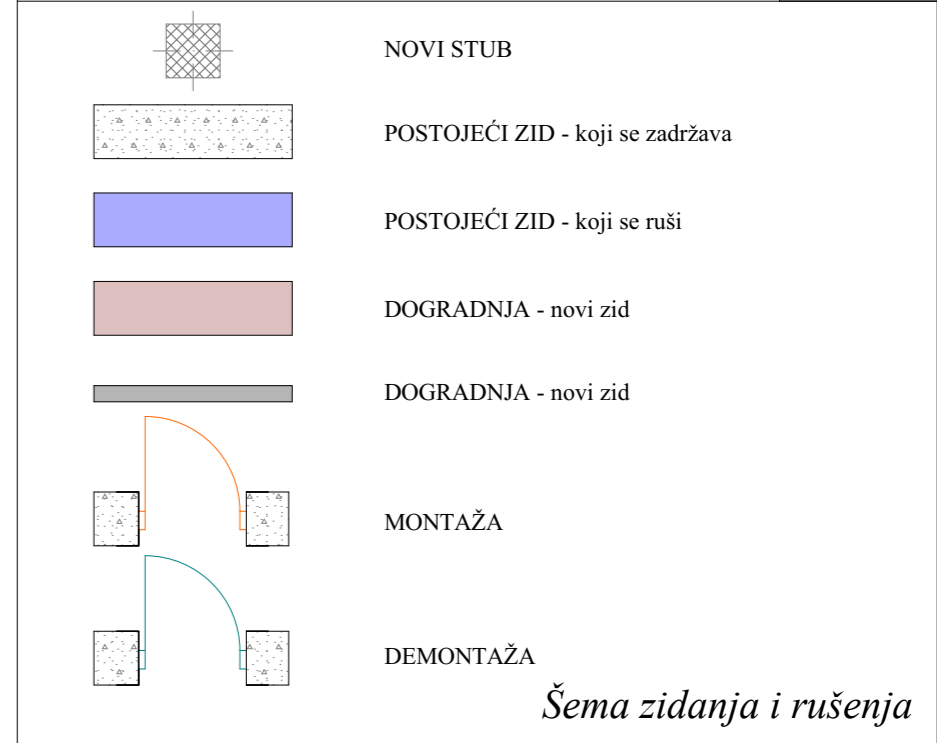 NOVI STUB
POSTOJEĆI ZID - koji se zadržava
POSTOJEĆI ZID - koji se ruši
DOGRADNJA - novi zid
DOGRADNJA - novi zid
MONTAŽA
DEMONTAŽA
Šema zidanja i rušenja